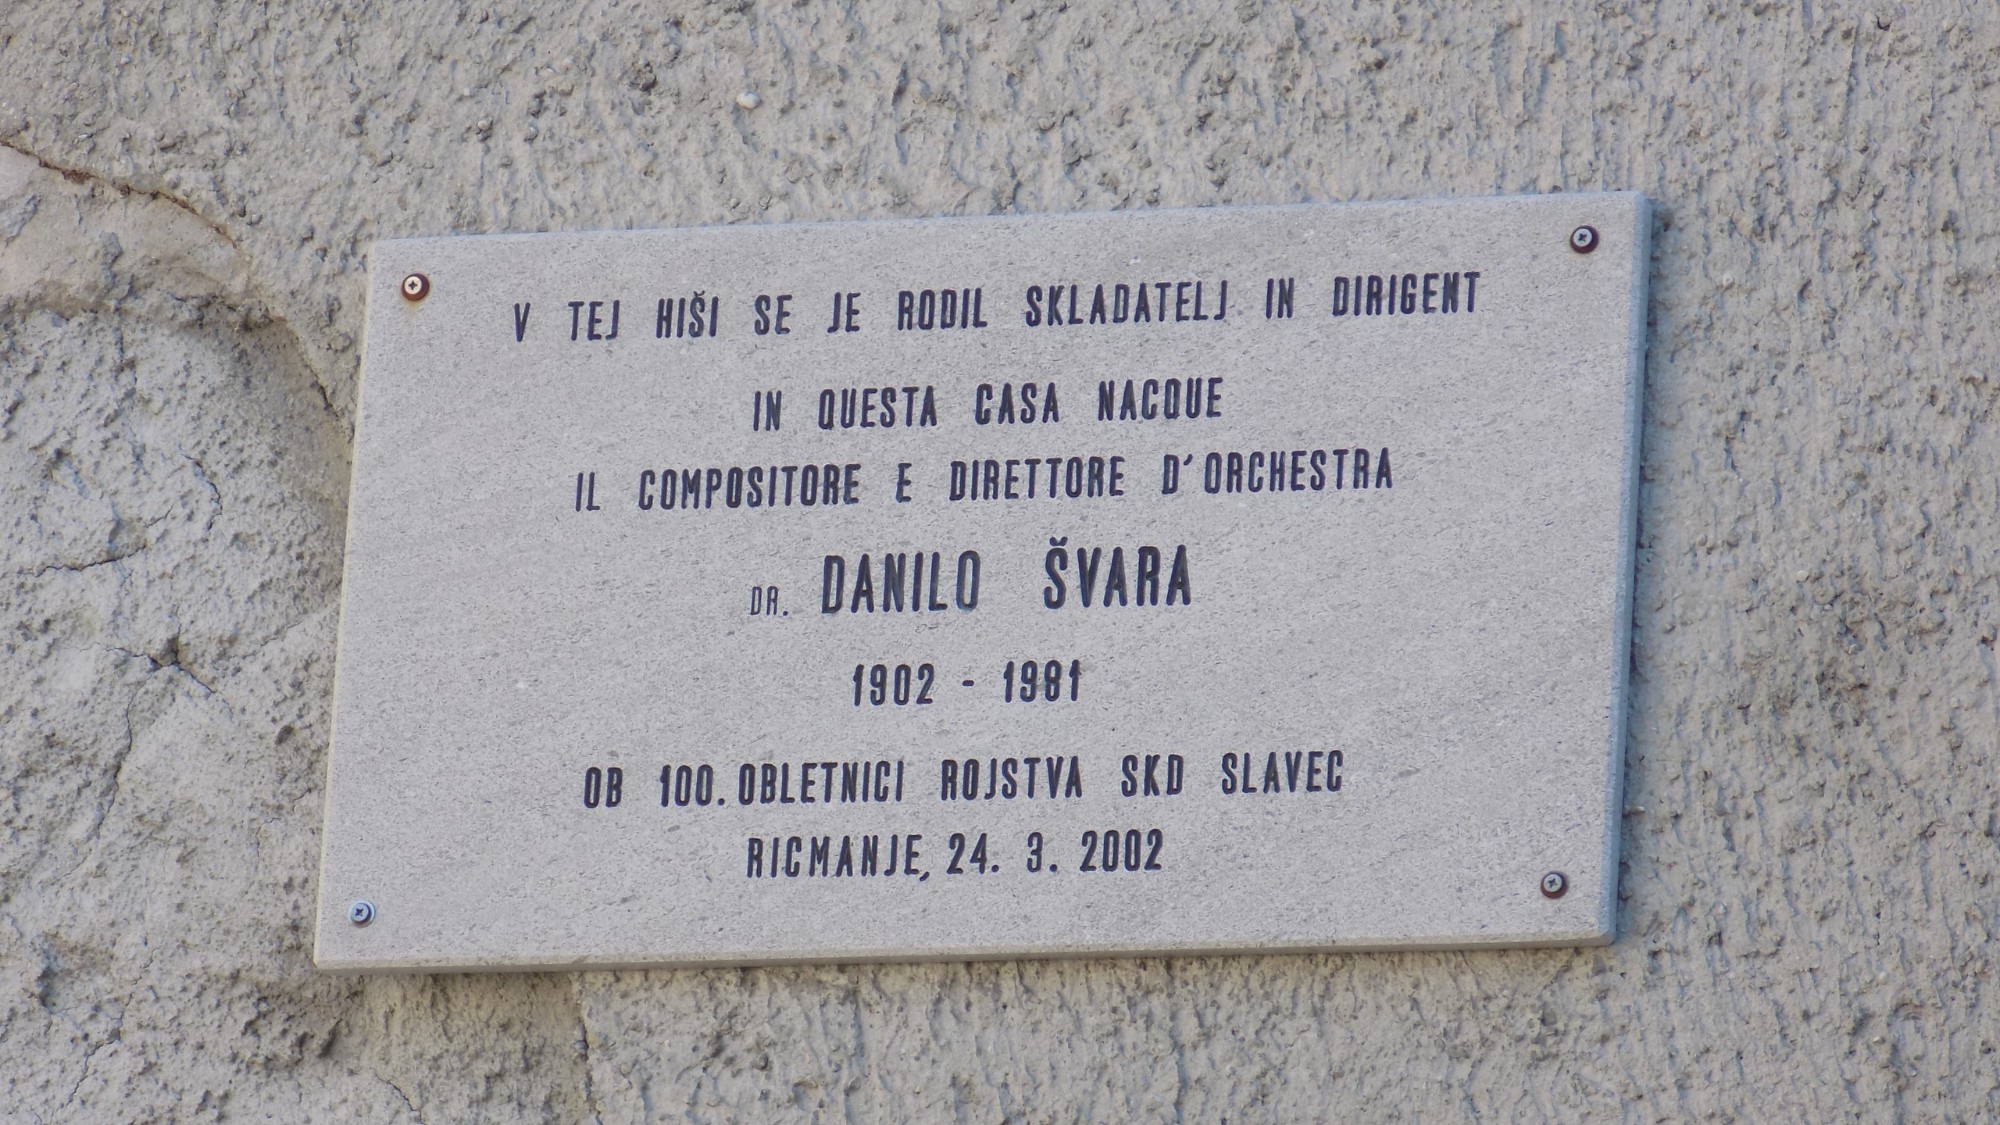 V TEJ HIŠI SE JE RODIL SKLADATELJ IN DIRIGENT
IN QUESTA CASA NACQUE
IL COMPOSITORE E DIRETTORE D'ORCHESTRA
DR. DANILO ŠVARA
1902 - 1981
OB 100. OBLETNICI ROJSTVA SKD SLAVEC
RICMANJE, 24. 3. 2002